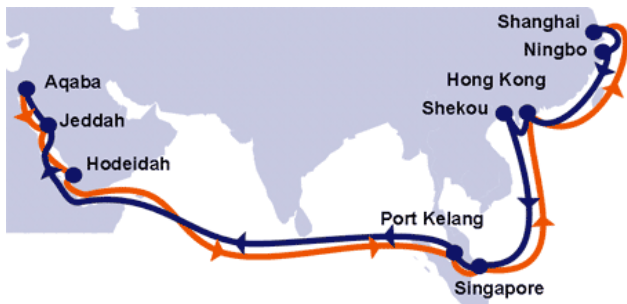 Shanghai
Ningbo
Hong Kong
Shekou
Aqaba
Jeddah
Hodeidah
Port Kelang
Singapore